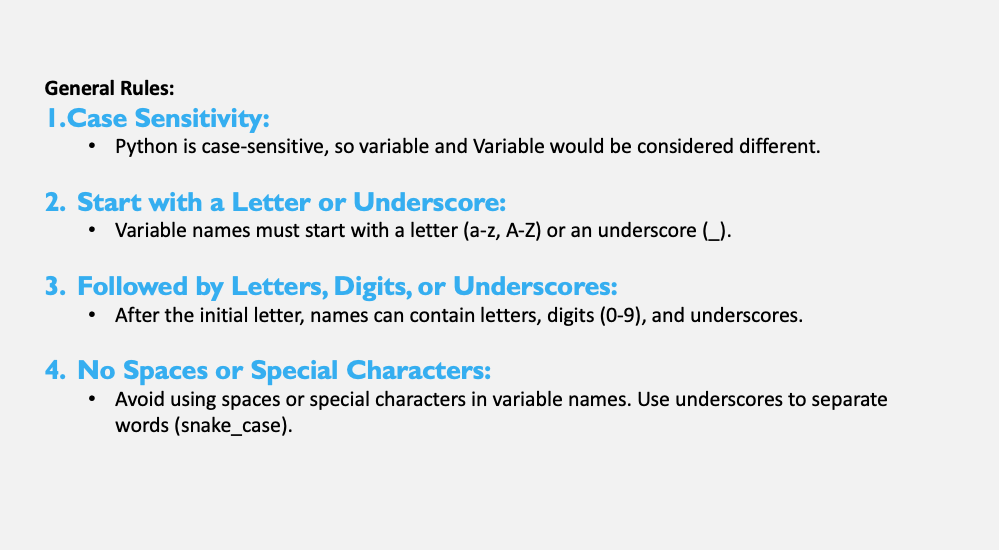 General Rules:
1.Case Sensitivity:
• Python is case-sensitive, so variable and Variable would be considered different.
2. Start with a Letter or Underscore:
• Variable names must start with a letter (a-z, A-Z) or an underscore (_).
3. Followed by Letters, Digits, or Underscores:
• After the initial letter, names can contain letters, digits (0-9), and underscores.
4. No Spaces or Special Characters:
• Avoid using spaces or special characters in variable names. Use underscores to separate
words (snake_case).